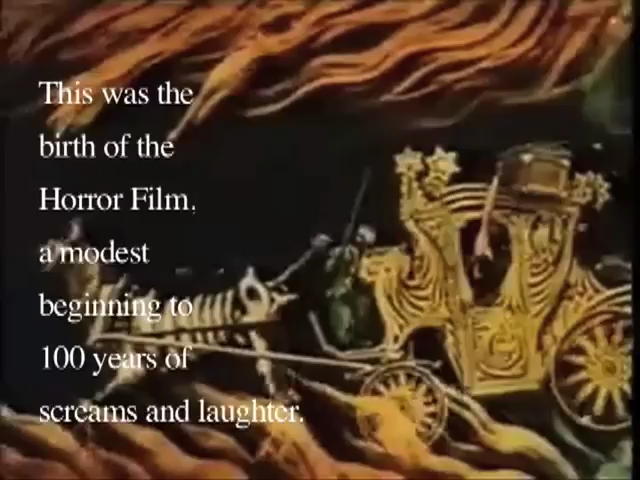 This was the
birth of the
Horror Film,
a modest
beginning to
100 years of
screams and laughter.